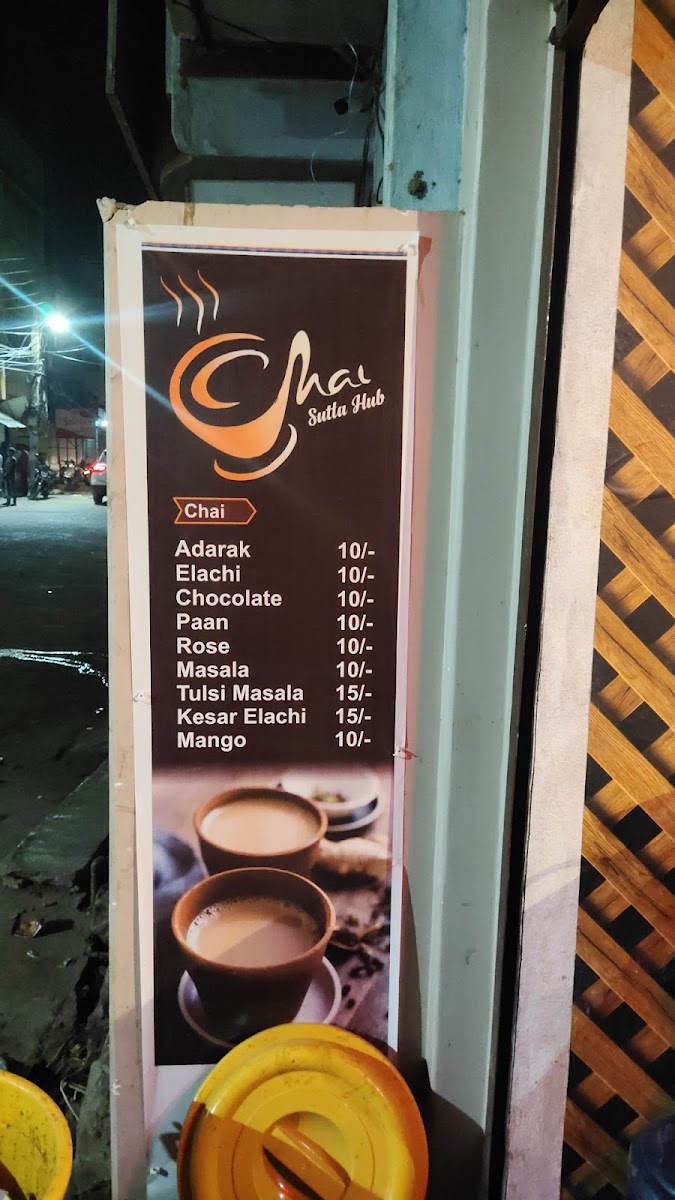 Chai
Sutta Hub
Chai
Adarak 10/-
Elachi 10/-
Chocolate 10/-
Paan 10/-
Rose 10/-
Masala 10/-
Tulsi Masala 15/-
Kesar Elachi 15/-
Mango 10/-